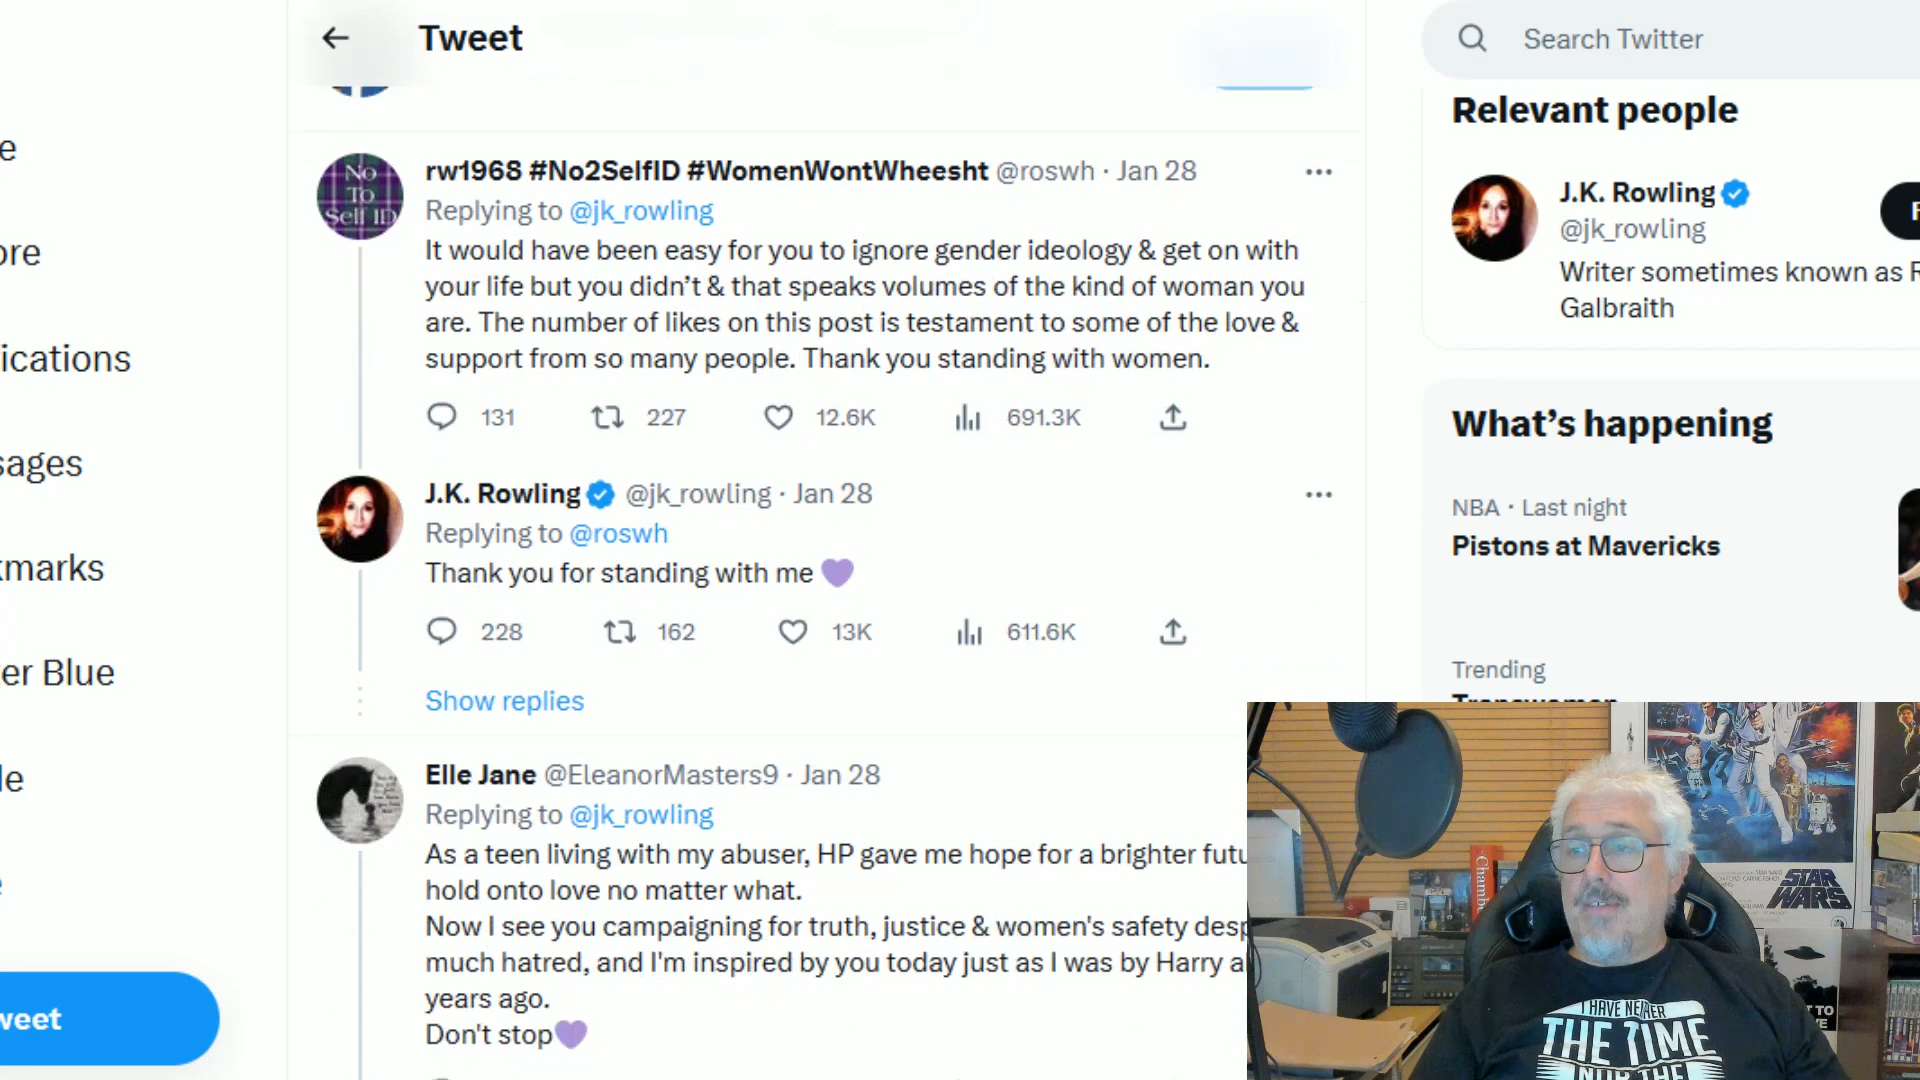 Tweet
Search Twitter
Relevant people
rw1968 #No2SelfID #WomenWontWheesht @roswh · Jan 28
Replying to @jk_rowling
It would have been easy for you to ignore gender ideology & get on with
your life but you didn’t & that speaks volumes of the kind of woman you
are. The number of likes on this post is testament to some of the love &
support from so many people. Thank you standing with women.
131 227 12.6K 691.3K
No
To
Self ID
J.K. Rowling @jk_rowling · Jan 28
Replying to @roswh
Thank you for standing with me 💜
228 162 13K 611.6K
Show replies
Elle Jane @EleanorMasters9 · Jan 28
Replying to @jk_rowling
As a teen living with my abuser, HP gave me hope for a brighter futu
hold onto love no matter what.
Now I see you campaigning for truth, justice & women's safety desp
much hatred, and I'm inspired by you today just as I was by Harry a
years ago.
Don't stop💜
e
ore
ications
sages
kmarks
er Blue
le
weet
J.K. Rowling
@jk_rowling
F
Writer sometimes known as R
Galbraith
What’s happening
NBA · Last night
Pistons at Mavericks
Trending
STAR
WARS
Chamb
I HAVE NEITHER
THE TIME
NOR THE